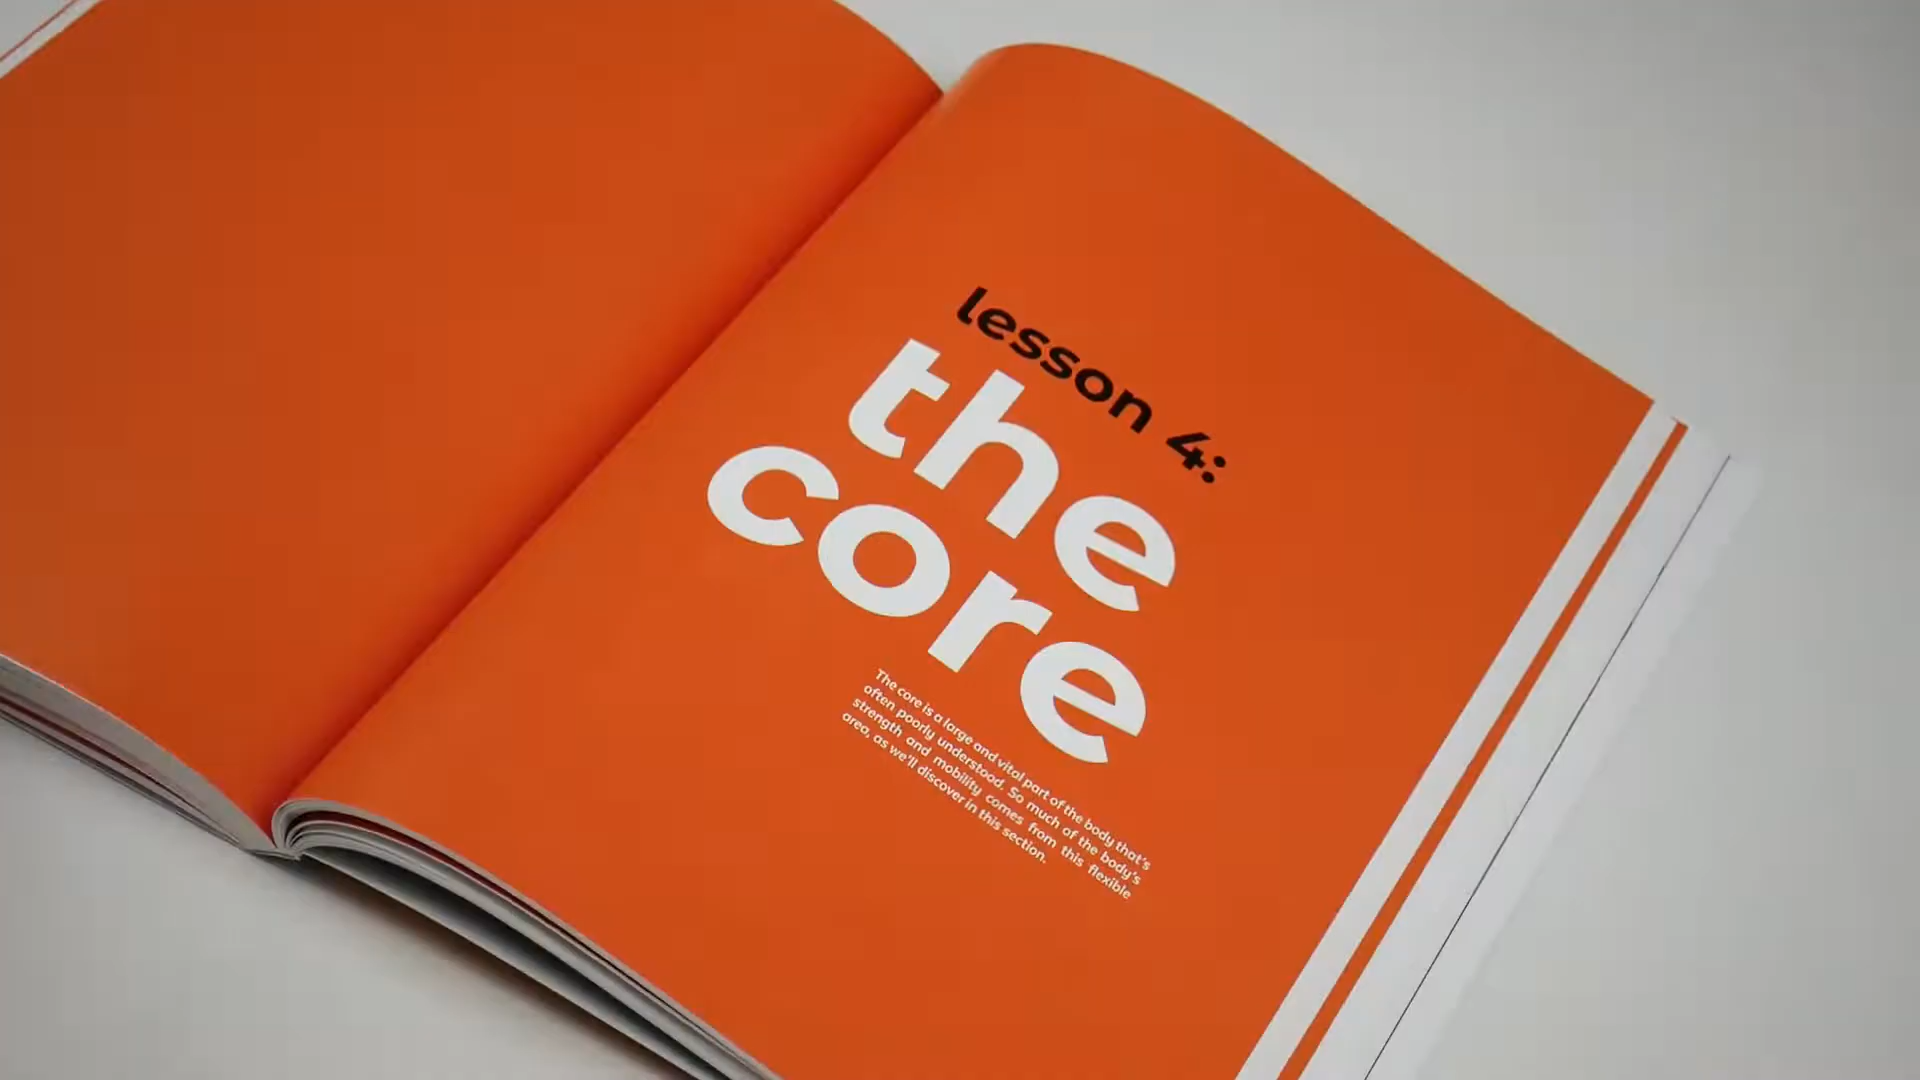 lesson 4:
the
core
The core is a large and vital part of the body that's
often poorly understood. So much of the body's
strength and mobility comes from this flexible
area, as we'll discover in this section.